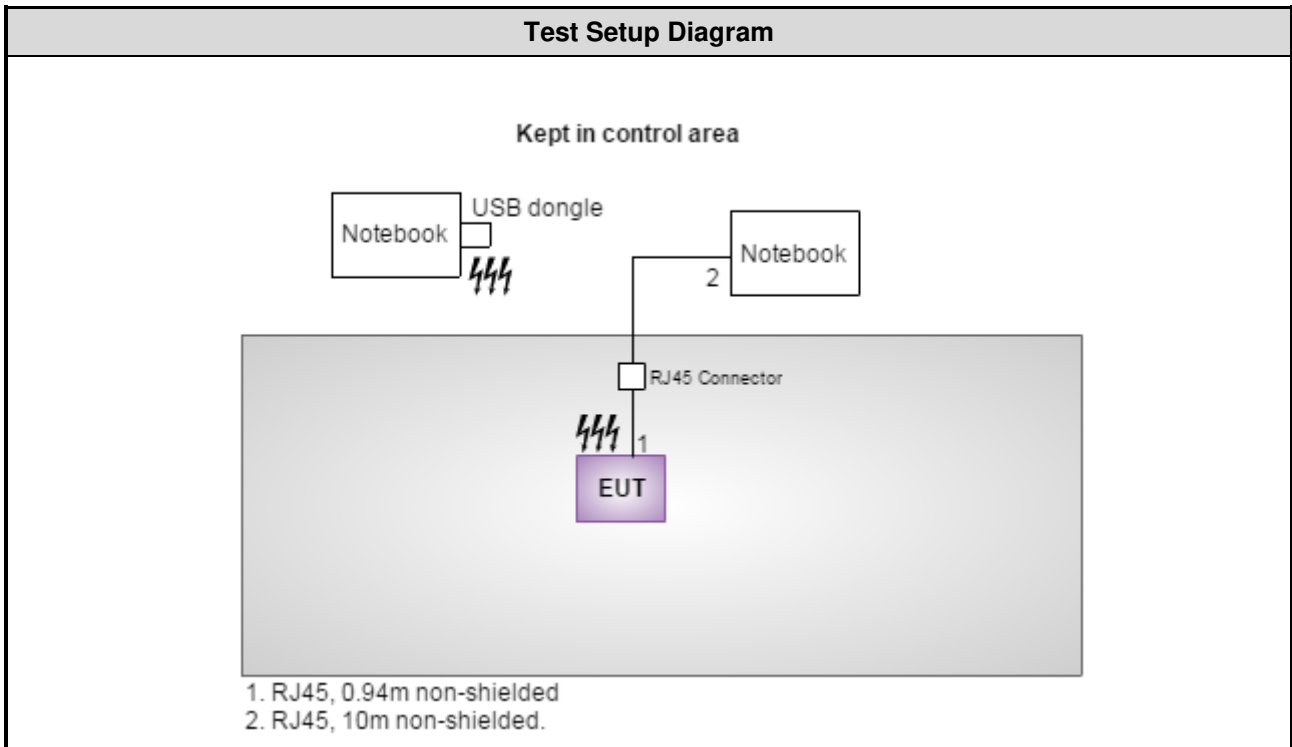 Test Setup Diagram
Kept in control area
USB dongle
Notebook
Notebook
2
RJ45 Connector
1
EUT
1. RJ45, 0.94m non-shielded
2. RJ45, 10m non-shielded.